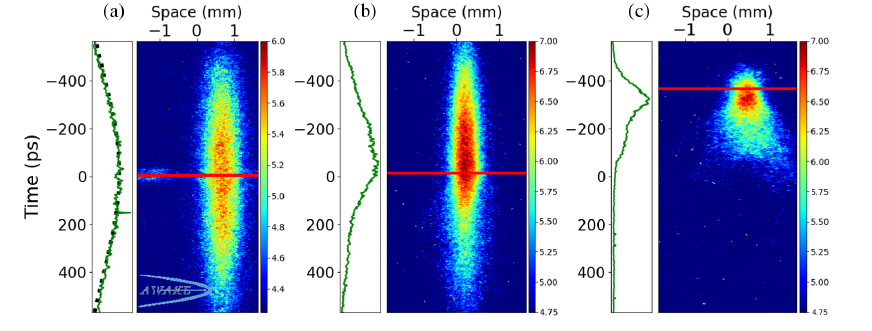 (a) Space (mm) (b) Space (mm) (c) Space (mm)
−1 0 1 −1 0 1 −1 0 1
6.0 7.00 7.00
−400 −400 −400
5.8 6.75 6.75
5.6 6.50 6.50
−200 −200 −200
5.4 6.25 6.25
5.2 6.00 6.00
Time (ps)
0 0 0
5.0 5.75 5.75
200 200 200
4.8 5.50 5.50
4.6 5.25 5.25
400 400 400
AWAKE
4.4 5.00 5.00
4.75 4.75